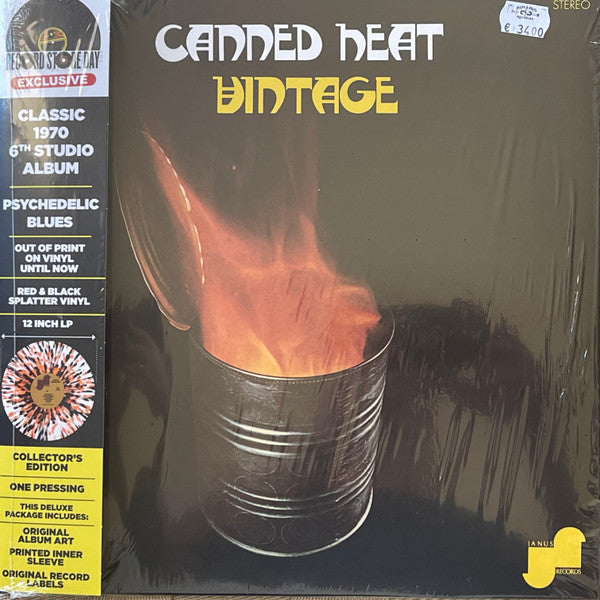 RECORD STORE DAY
EXCLUSIVE
CLASSIC
1970
6TH STUDIO
ALBUM
PSYCHEDELIC
BLUES
OUT OF PRINT
ON VINYL
UNTIL NOW
RED & BLACK
SPLATTER VINYL
12 INCH LP
COLLECTOR'S
EDITION
ONE PRESSING
THIS DELUXE
PACKAGE INCLUDES:
ORIGINAL
ALBUM ART
PRINTED INNER
SLEEVE
ORIGINAL RECORD
LABELS
CANNED HEAT
VINTAGE
STEREO
€ 3400
JANUS
RECORDS